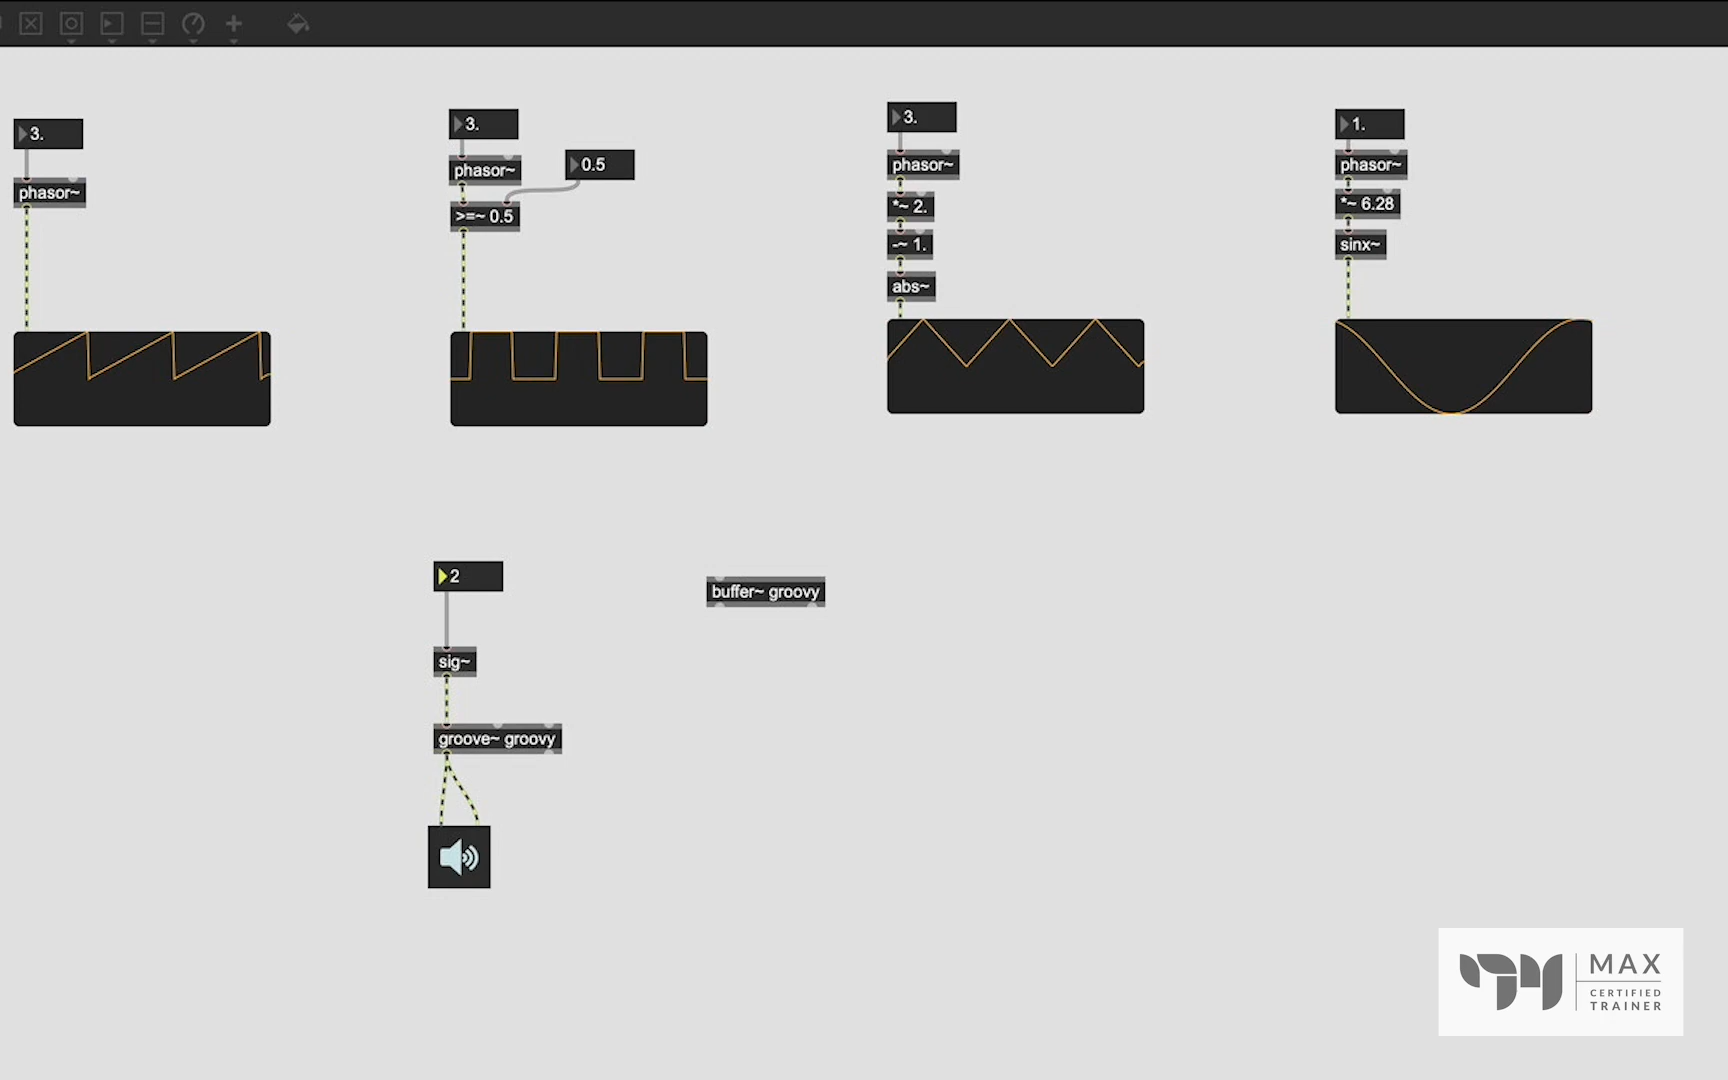 3.
phasor~
3.
0.5
phasor~
>=~ 0.5
3.
phasor~
*~ 2.
-~ 1.
abs~
1.
phasor~
*~ 6.28
sinx~
2
buffer~ groovy
sig~
groove~ groovy
MAX
CERTIFIED
TRAINER